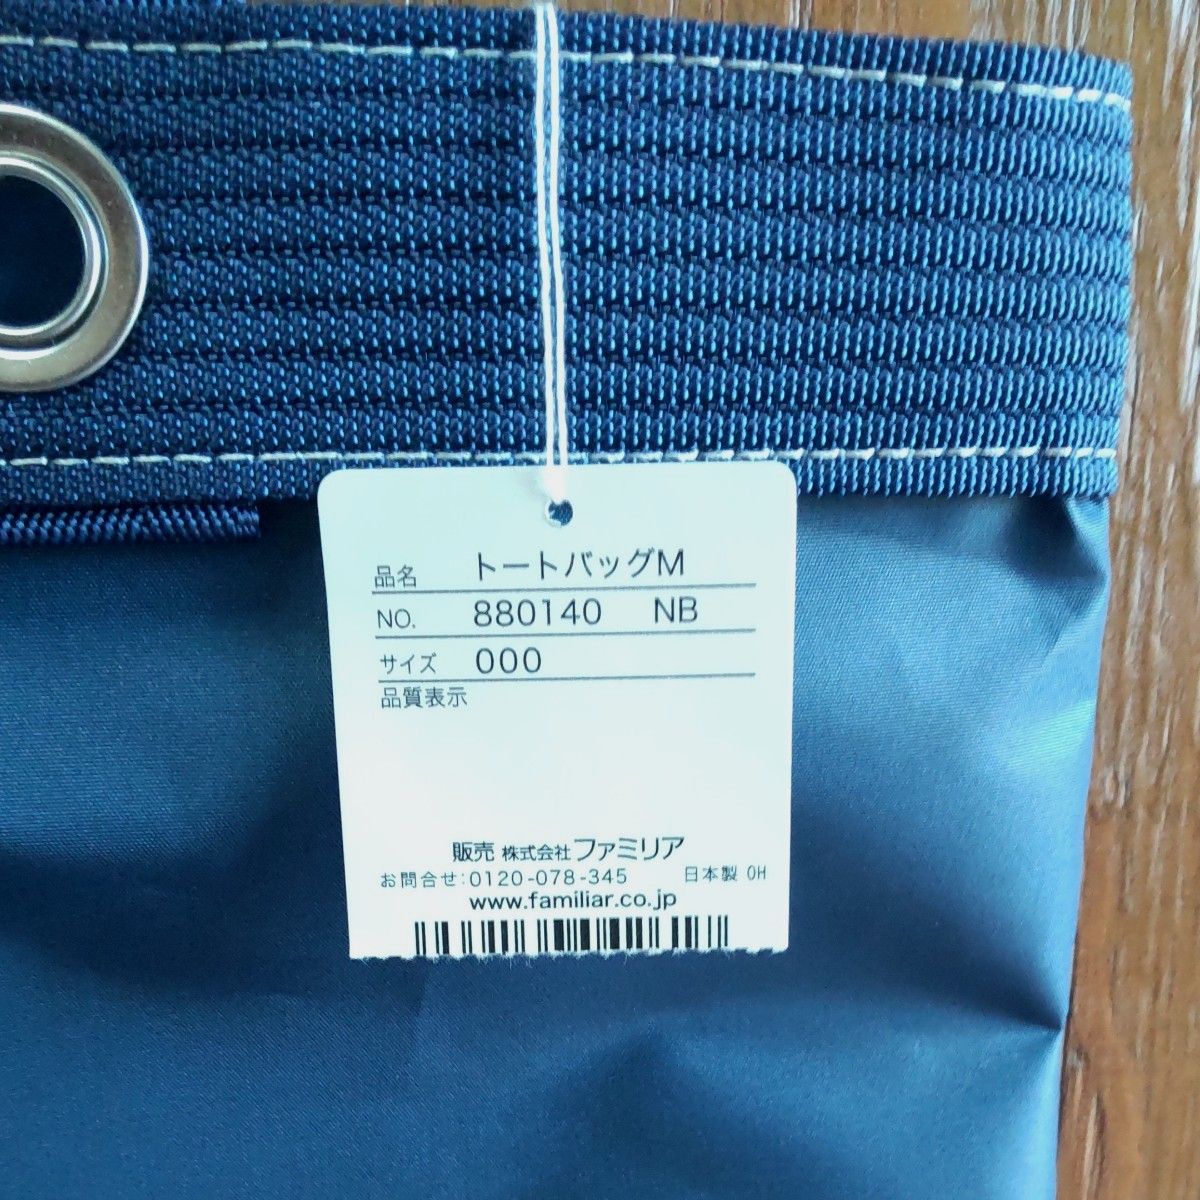 品名 トートバッグM
NO. 880140 NB
サイズ 000
品質表示
販売 株式会社ファミリア
お問合せ:0120-078-345 日本製 OH
www.familiar.co.jp